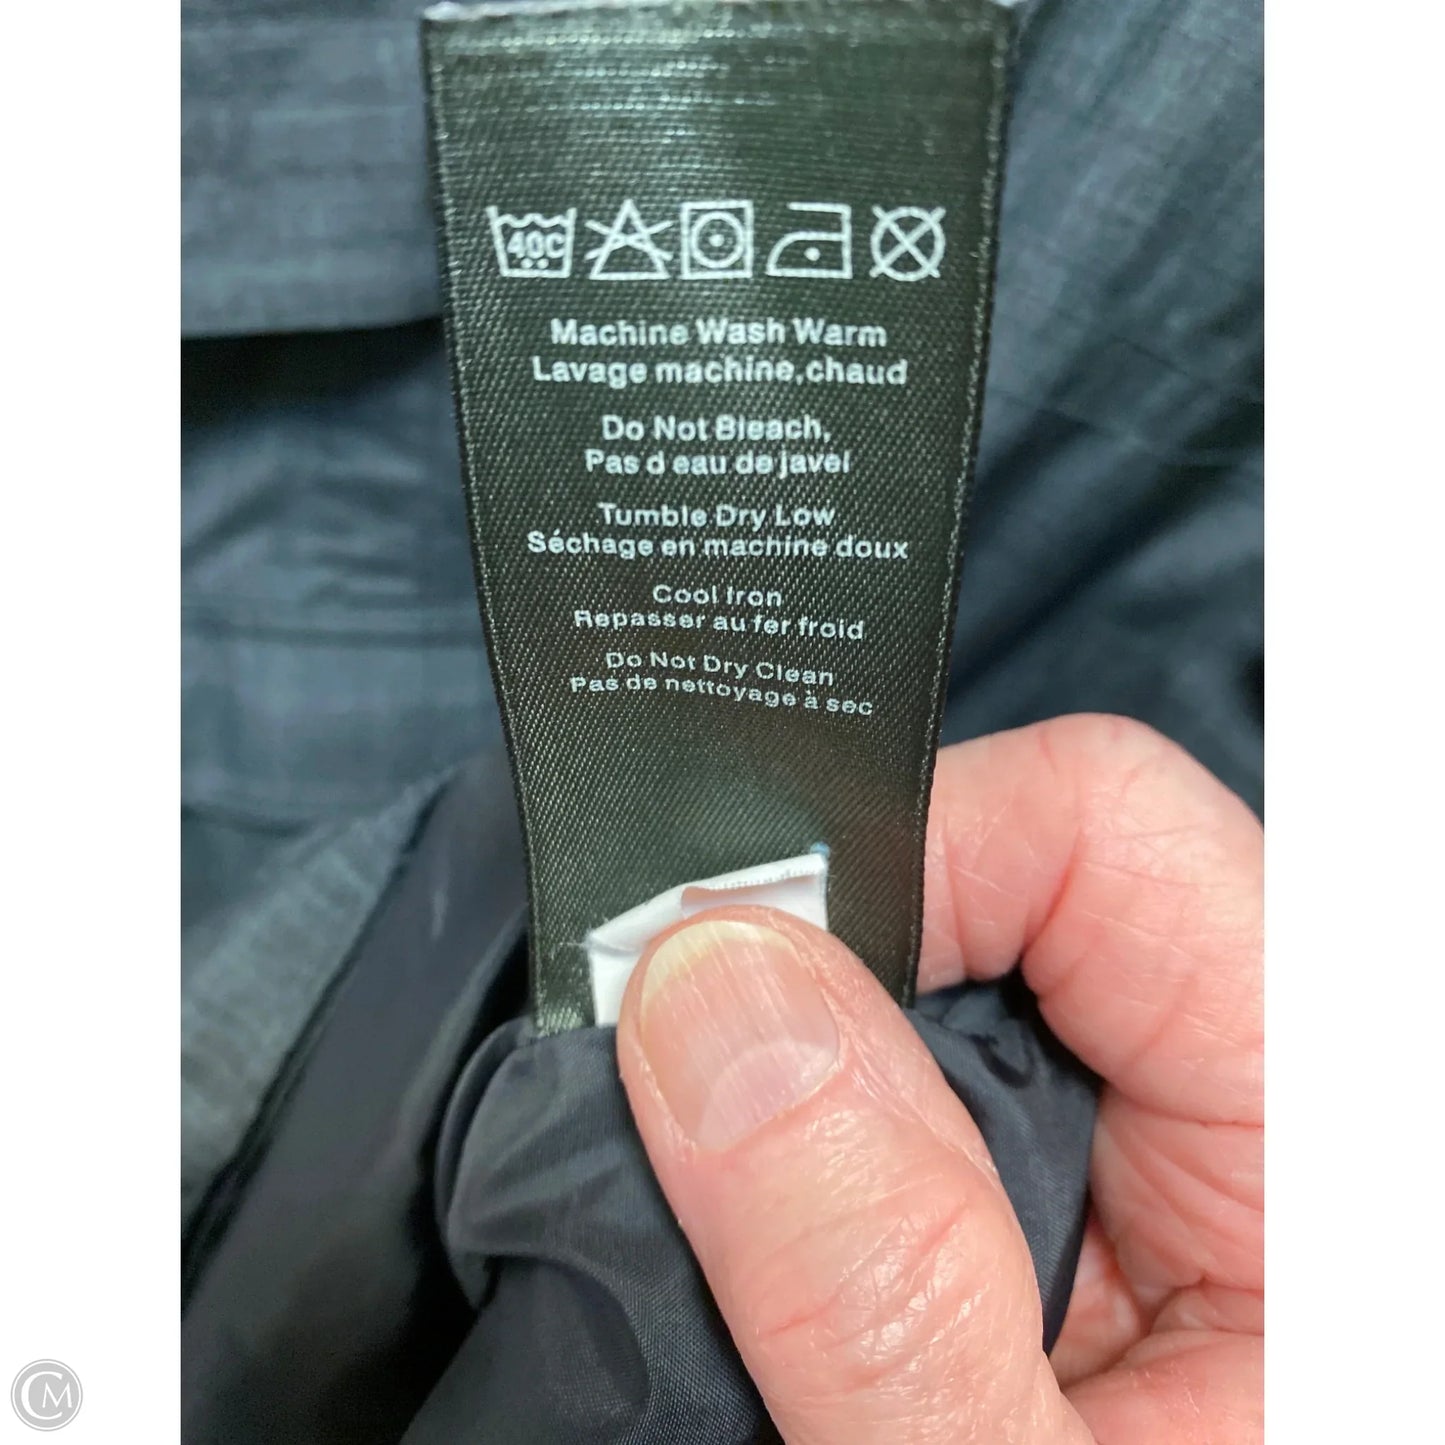 40C
Machine Wash Warm
Lavage machine,chaud
Do Not Bleach,
Pas d eau de javel
Tumble Dry Low
Séchage en machine doux
Cool Iron
Repasser au fer froid
Do Not Dry Clean
Pas de nettoyage à sec
CM